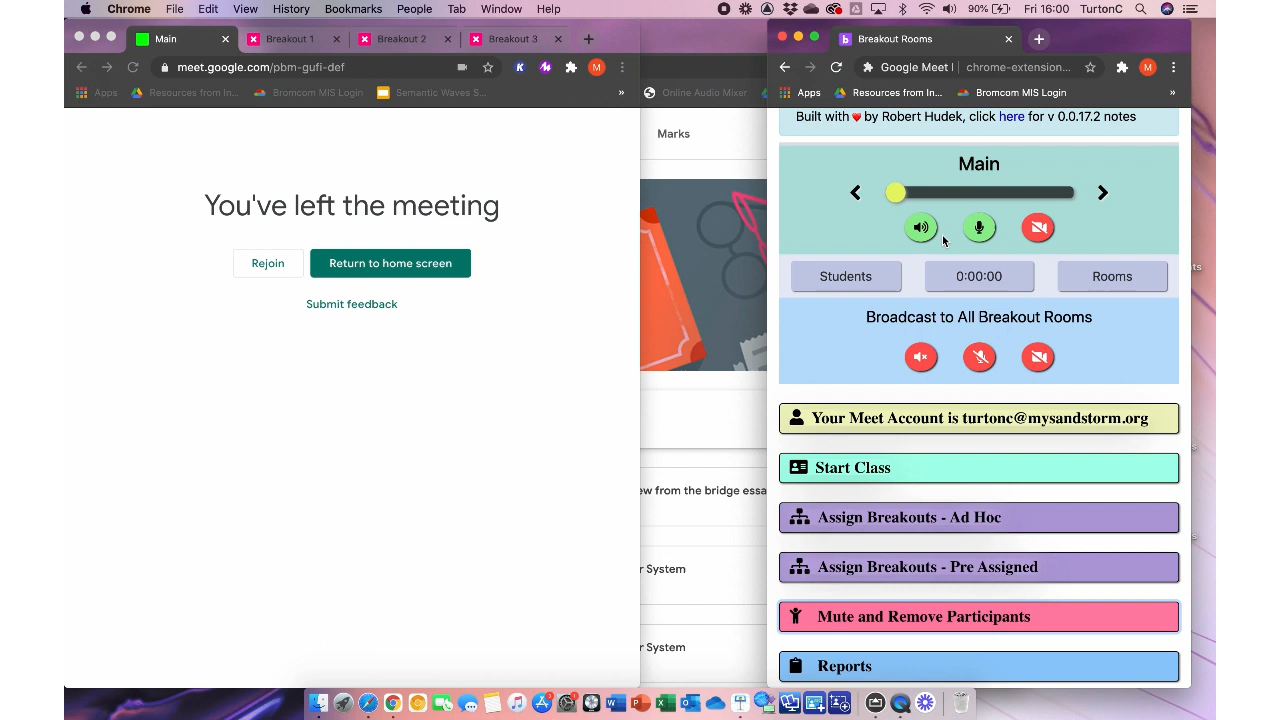 Chrome File Edit View History Bookmarks People Tab Window Help 90% Fri 16:00 TurtonC
Main Breakout 1 Breakout 2 Breakout 3
meet.google.com/pbm-gufi-def
Apps Resources from In... Bromcom MIS Login Semantic Waves S... » Online Audio Mixer
Marks
You've left the meeting
Rejoin Return to home screen
Submit feedback
ew from the bridge essa
r System
r System
Breakout Rooms
Google Meet chrome-extension...
Apps Resources from In... Bromcom MIS Login »
Built with by Robert Hudek, click here for v 0.0.17.2 notes
Main
Students 0:00:00 Rooms
Broadcast to All Breakout Rooms
Your Meet Account is turtonc@mysandstorm.org
Start Class
Assign Breakouts - Ad Hoc
Assign Breakouts - Pre Assigned
Mute and Remove Participants
Reports